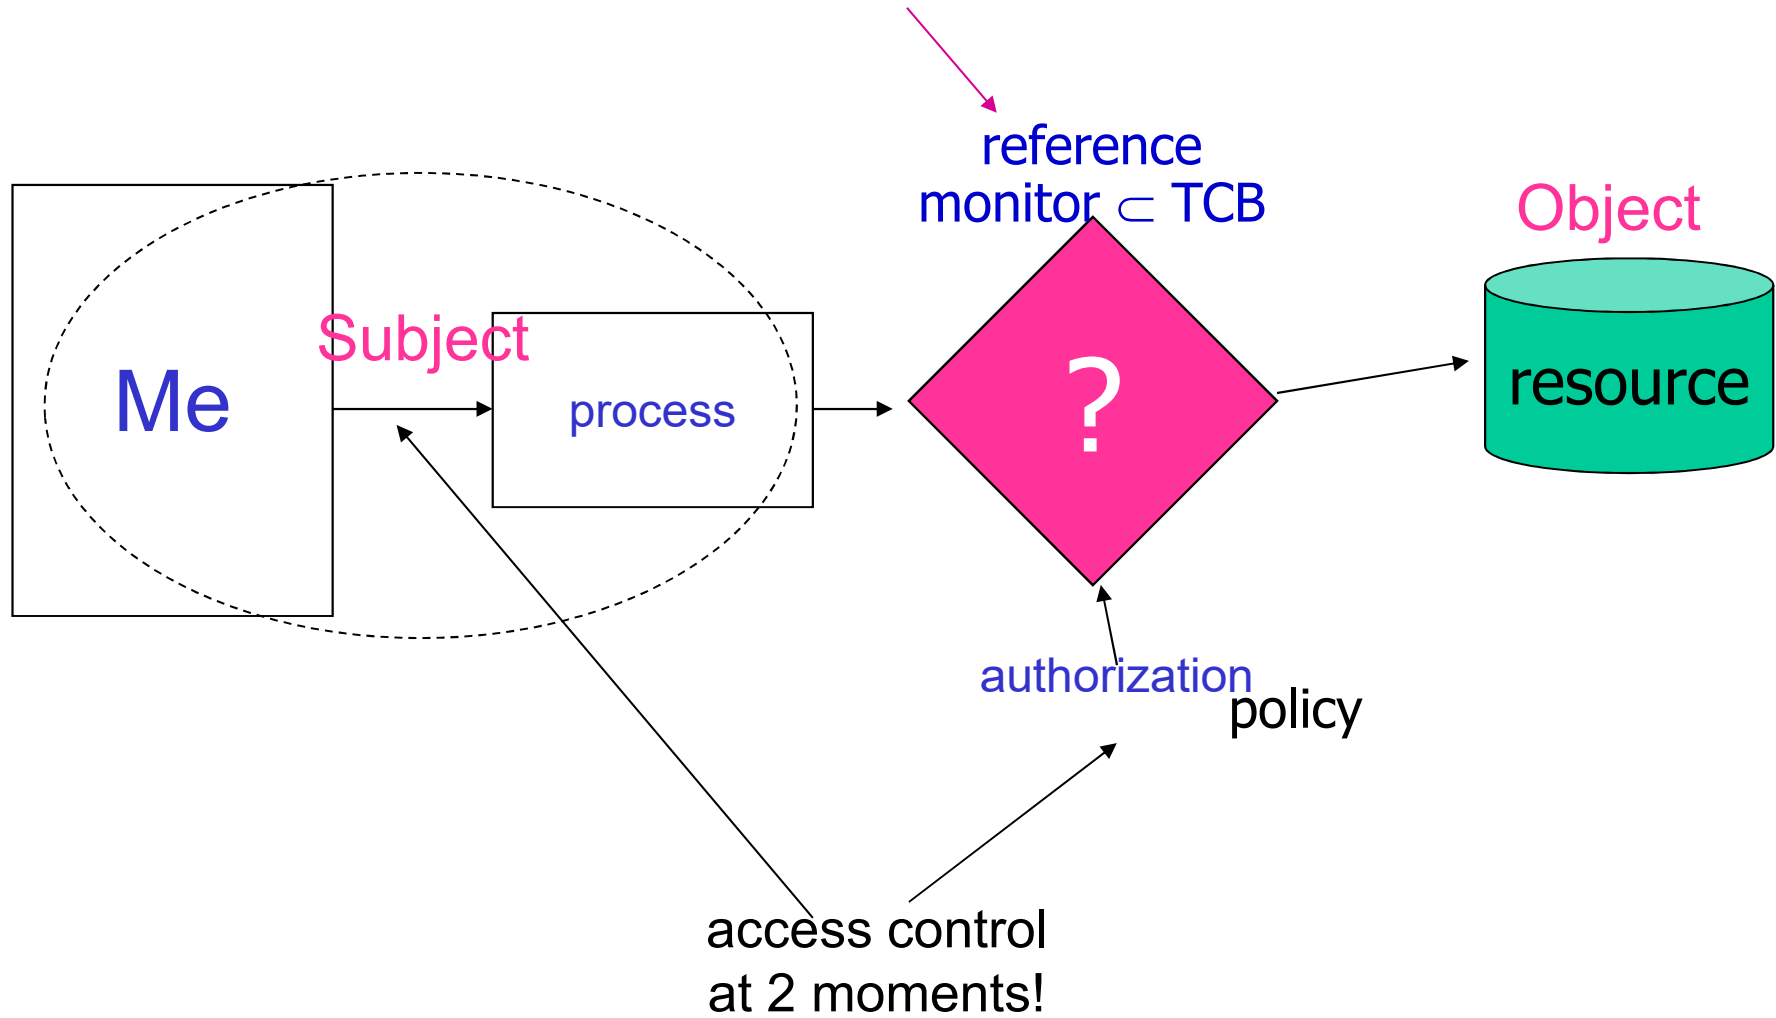 reference
monitor ⊂ TCB
Object
Subject
Me
process
?
resource
authorization
policy
access control
at 2 moments!